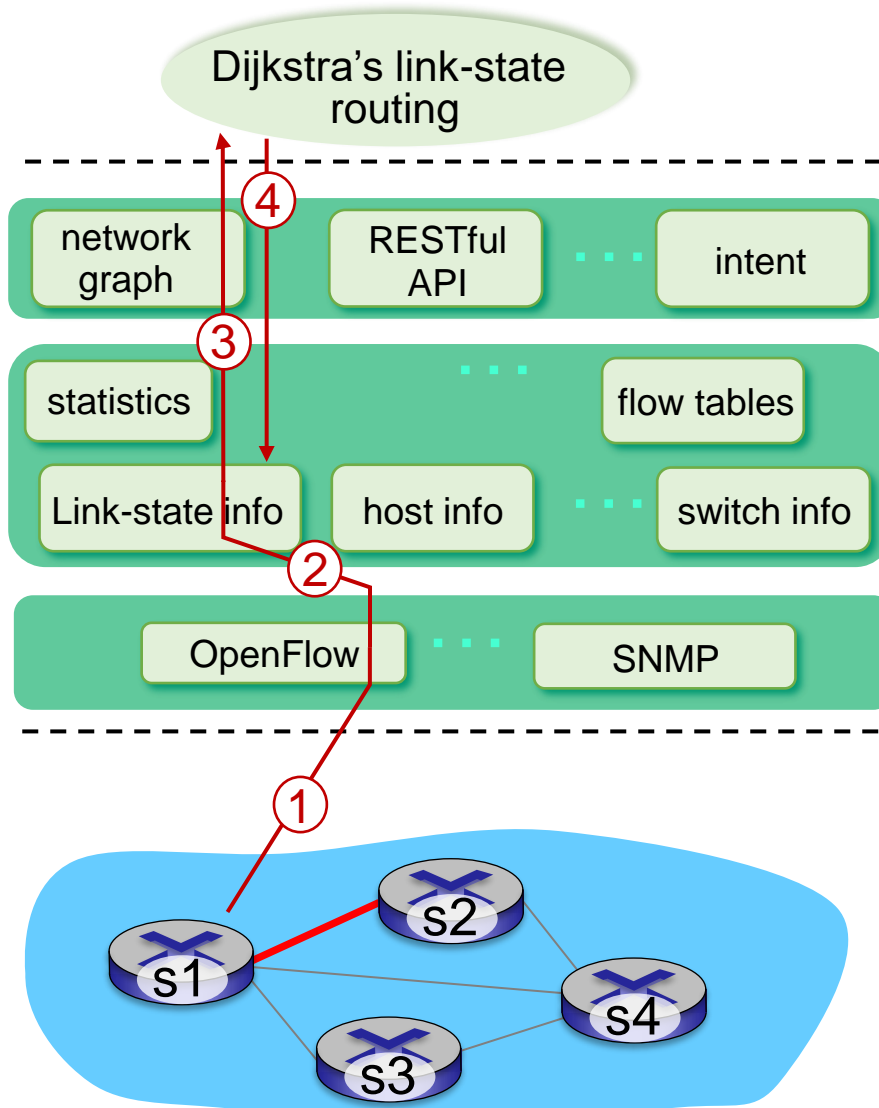 Dijkstra’s link-state
routing
4
network
graph
RESTful
API
intent
3
statistics
flow tables
Link-state info
host info
switch info
2
OpenFlow
SNMP
1
s2
s1
s4
s3